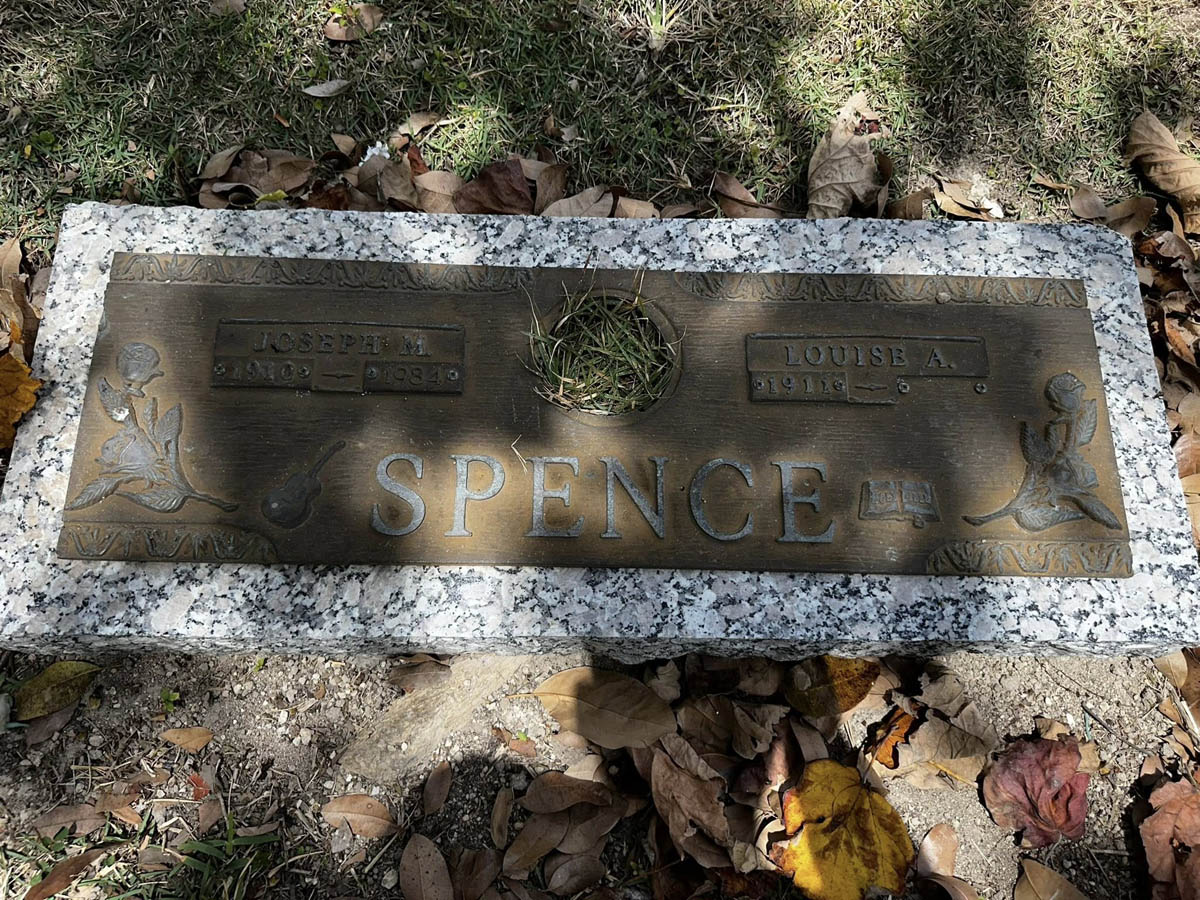 JOSEPH M.
1910 1984
LOUISE A.
1911
SPENCE